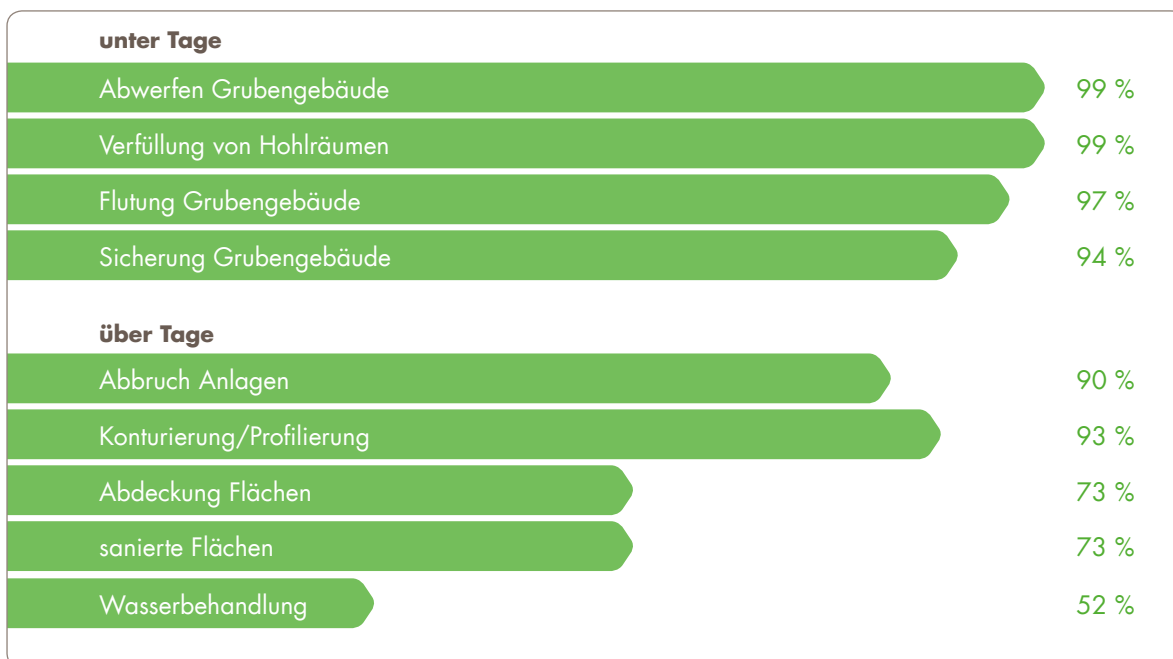 unter Tage
Abwerfen Grubengebäude 99 %
Verfüllung von Hohlräumen 99 %
Flutung Grubengebäude 97 %
Sicherung Grubengebäude 94 %
über Tage
Abbruch Anlagen 90 %
Konturierung/Profilierung 93 %
Abdeckung Flächen 73 %
sanierte Flächen 73 %
Wasserbehandlung 52 %